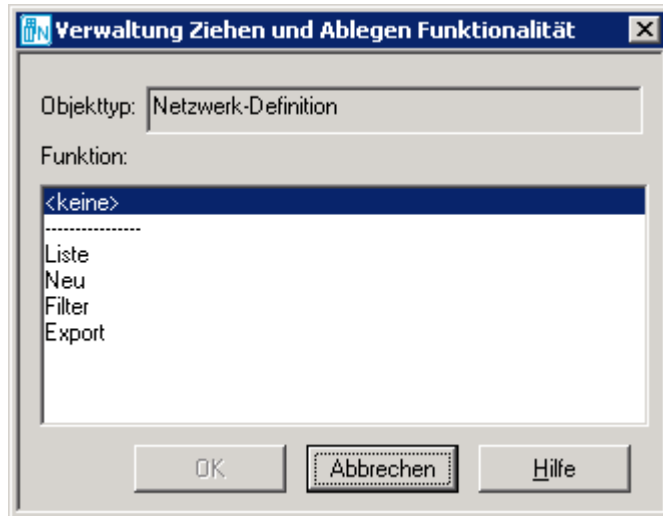 Verwaltung Ziehen und Ablegen Funktionalität
Objekttyp: Netzwerk-Definition
Funktion:
<keine>
----------------
Liste
Neu
Filter
Export
OK Abbrechen Hilfe